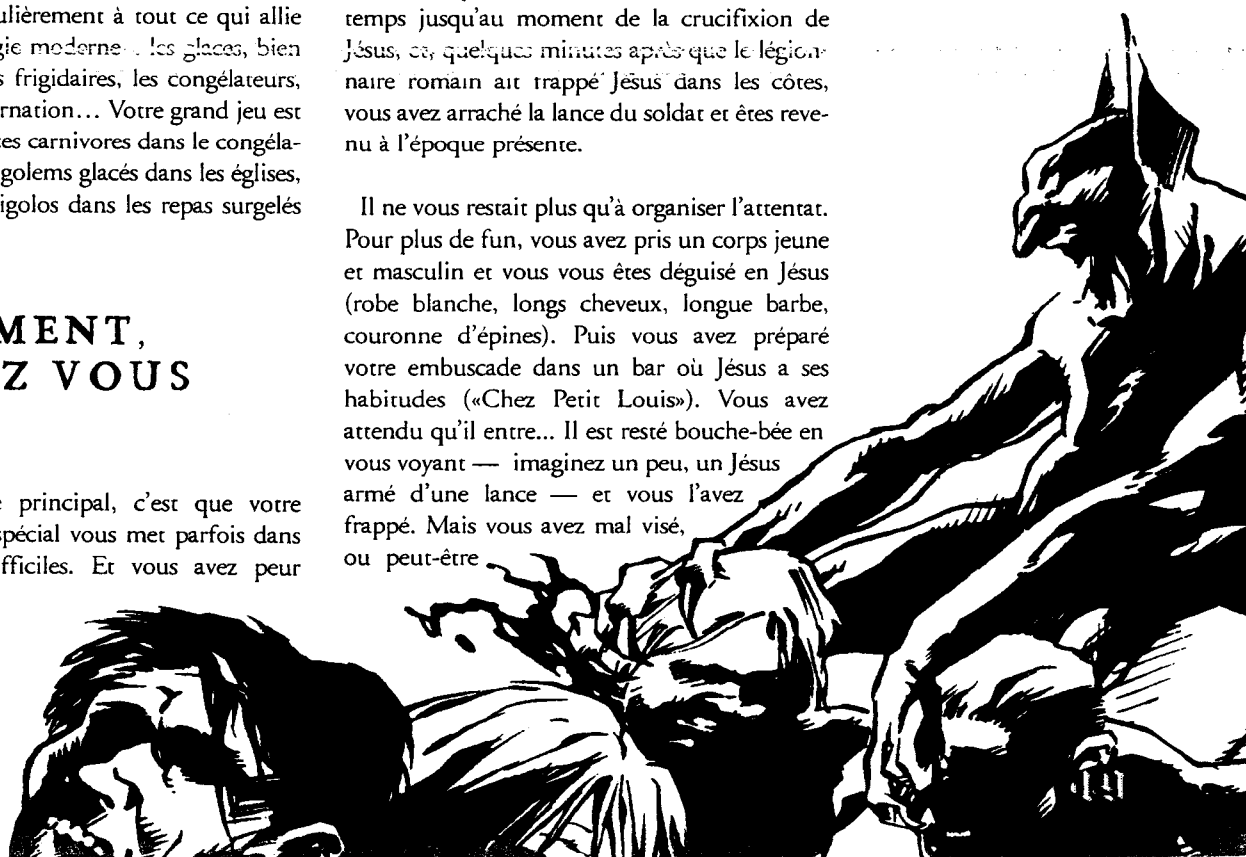 ulièrement à tout ce qui allie
gie moderne : les glaces, bien
s frigidaires, les congélateurs,
rnation... Votre grand jeu est
tes carnivores dans le congéla-
golems glacés dans les églises,
igolos dans les repas surgelés
MENT,
Z VOUS
e principal, c'est que votre
spécial vous met parfois dans
fficiles. Et vous avez peur
temps jusqu'au moment de la crucifixion de
Jésus, et, quelques minutes après que le légion-
naire romain ait frappé Jésus dans les côtes,
vous avez arraché la lance du soldat et êtes reve-
nu à l'époque présente.
Il ne vous restait plus qu'à organiser l'attentat.
Pour plus de fun, vous avez pris un corps jeune
et masculin et vous vous êtes déguisé en Jésus
(robe blanche, longs cheveux, longue barbe,
couronne d'épines). Puis vous avez préparé
votre embuscade dans un bar où Jésus a ses
habitudes («Chez Petit Louis»). Vous avez
attendu qu'il entre... Il est resté bouche-bée en
vous voyant — imaginez un peu, un Jésus
armé d'une lance — et vous l'avez
frappé. Mais vous avez mal visé,
ou peut-être